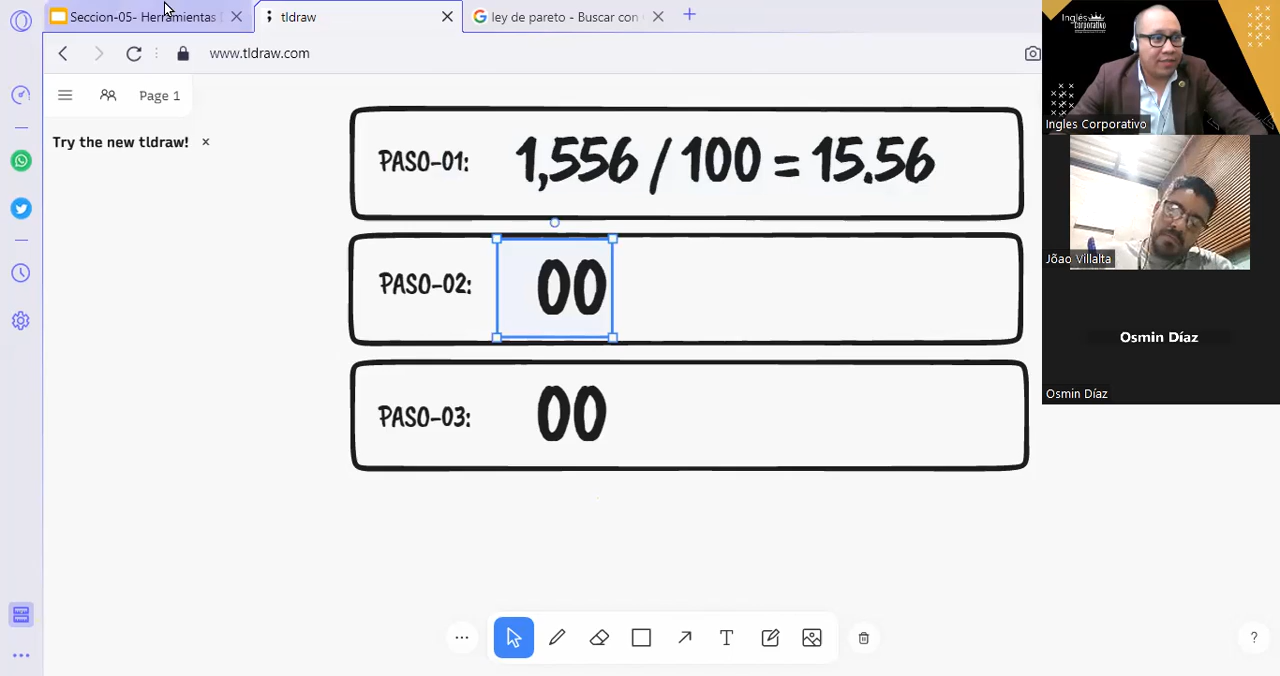 Seccion-05- Herramientas
tldraw
ley de pareto - Buscar con
www.tldraw.com
Page 1
Try the new tldraw!
PASO-01: 1,556 / 100 = 15.56
PASO-02: 00
PASO-03: 00
Inglés Corporativo
Ingles Corporativo
Jõao Villalta
Osmin Díaz
Osmin Díaz